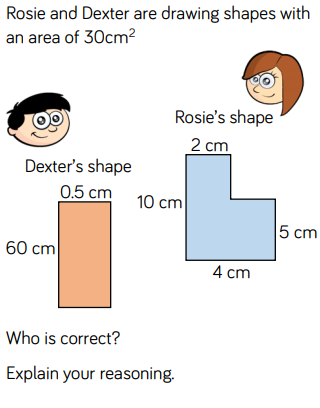 Rosie and Dexter are drawing shapes with
an area of 30cm²
Rosie's shape
Dexter's shape
2 cm
0.5 cm
10 cm
5 cm
60 cm
4 cm
Who is correct?
Explain your reasoning.